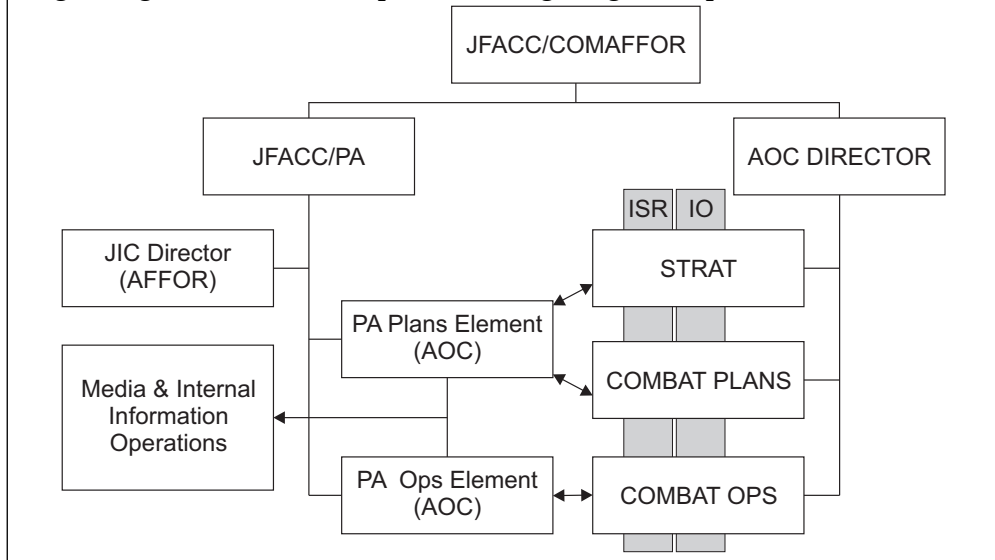 JFACC/COMAFFOR
JFACC/PA
AOC DIRECTOR
ISR
IO
JIC Director
(AFFOR)
STRAT
PA Plans Element
(AOC)
Media & Internal
Information
Operations
COMBAT PLANS
PA Ops Element
(AOC)
COMBAT OPS